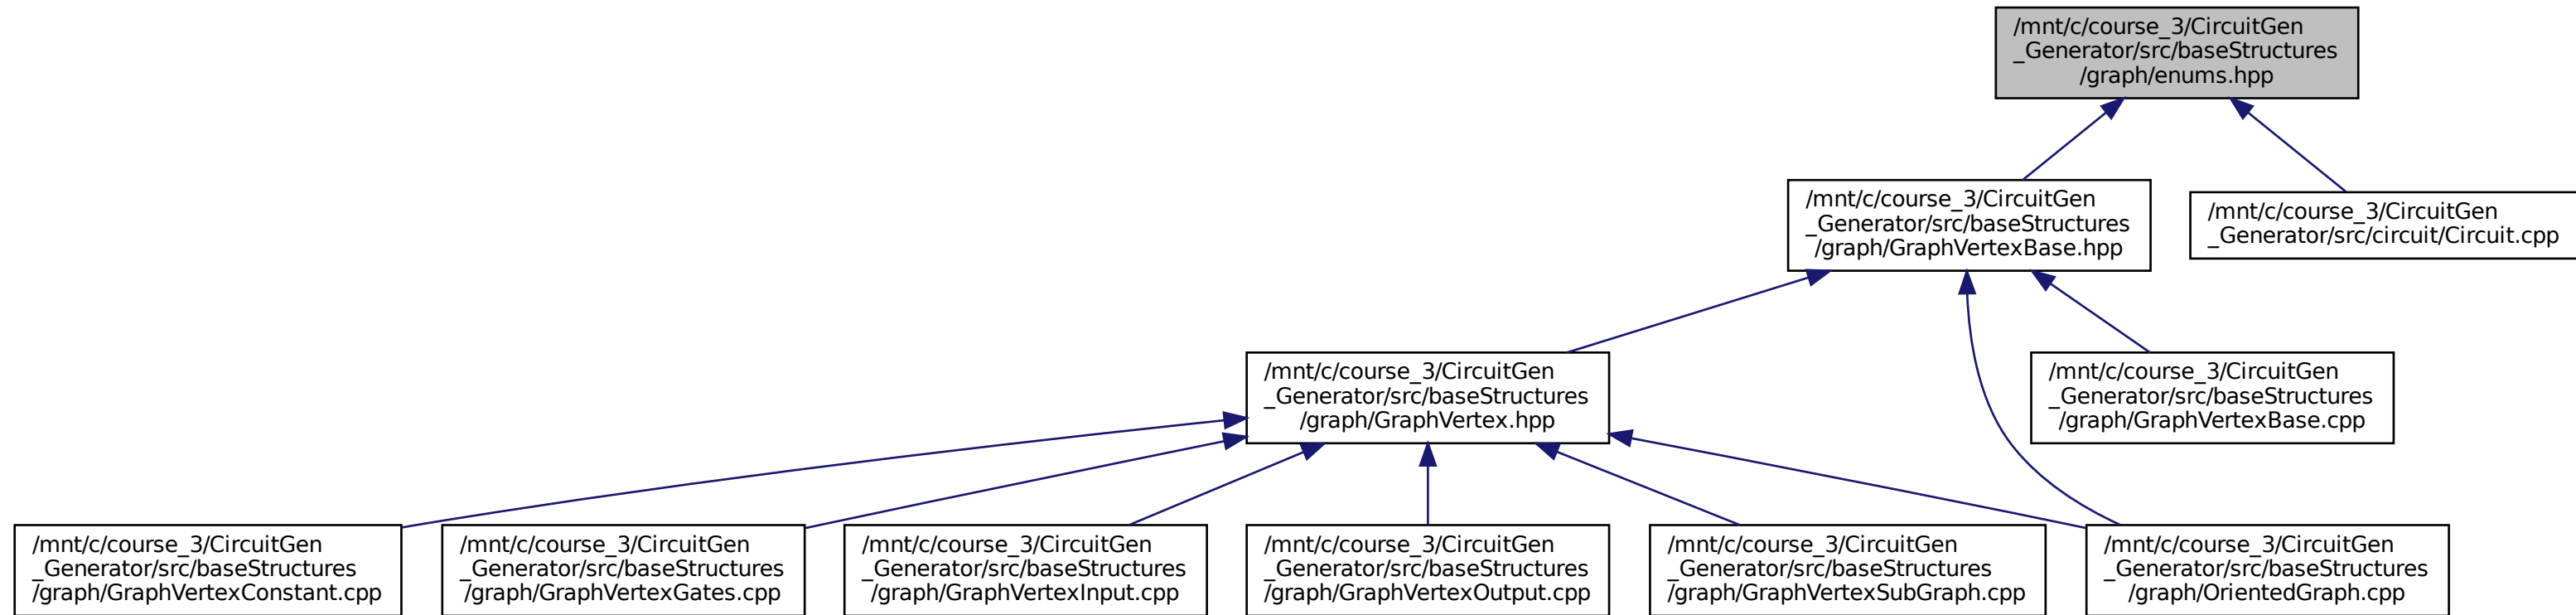 /mnt/c/course_3/CircuitGen
_Generator/src/baseStructures
/graph/enums.hpp
/mnt/c/course_3/CircuitGen
_Generator/src/baseStructures
/graph/GraphVertexBase.hpp
/mnt/c/course_3/CircuitGen
_Generator/src/circuit/Circuit.cpp
/mnt/c/course_3/CircuitGen
_Generator/src/baseStructures
/graph/GraphVertex.hpp
/mnt/c/course_3/CircuitGen
_Generator/src/baseStructures
/graph/GraphVertexBase.cpp
/mnt/c/course_3/CircuitGen
_Generator/src/baseStructures
/graph/GraphVertexConstant.cpp
/mnt/c/course_3/CircuitGen
_Generator/src/baseStructures
/graph/GraphVertexGates.cpp
/mnt/c/course_3/CircuitGen
_Generator/src/baseStructures
/graph/GraphVertexInput.cpp
/mnt/c/course_3/CircuitGen
_Generator/src/baseStructures
/graph/GraphVertexOutput.cpp
/mnt/c/course_3/CircuitGen
_Generator/src/baseStructures
/graph/GraphVertexSubGraph.cpp
/mnt/c/course_3/CircuitGen
_Generator/src/baseStructures
/graph/OrientedGraph.cpp